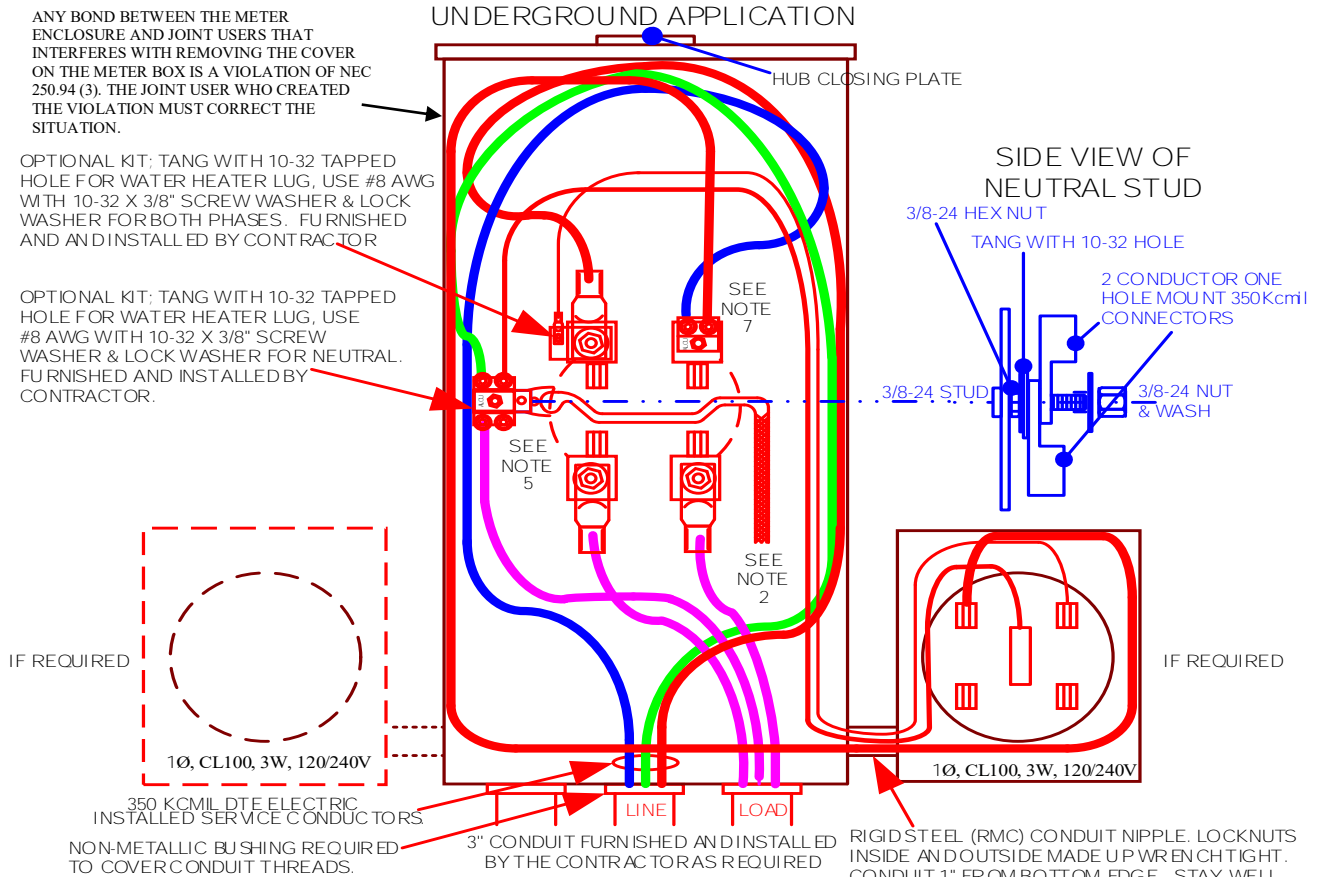 UNDERGROUND APPLICATION
ANY BOND BETWEEN THE METER
ENCLOSURE AND JOINT USERS THAT
INTERFERES WITH REMOVING THE COVER
ON THE METER BOX IS A VIOLATION OF NEC
250.94 (3). THE JOINT USER WHO CREATED
THE VIOLATION MUST CORRECT THE
SITUATION.
HUB CLOSING PLATE
OPTIONAL KIT; TANG WITH 10-32 TAPPED
HOLE FOR WATER HEATER LUG, USE #8 AWG
WITH 10-32 X 3/8" SCREW WASHER & LOCK
WASHER FOR BOTH PHASES. FURNISHED
AND AND INSTALLED BY CONTRACTOR
OPTIONAL KIT; TANG WITH 10-32 TAPPED
HOLE FOR WATER HEATER LUG, USE
#8 AWG WITH 10-32 X 3/8" SCREW
WASHER & LOCK WASHER FOR NEUTRAL.
FURNISHED AND INSTALLED BY
CONTRACTOR.
SEE
NOTE
7
SEE
NOTE
5
SEE
NOTE
2
SIDE VIEW OF
NEUTRAL STUD
3/8-24 HEX NUT
TANG WITH 10-32 HOLE
2 CONDUCTOR ONE
HOLE MOUNT 350Kcmil
CONNECTORS
3/8-24 STUD
3/8-24 NUT
& WASH
IF REQUIRED
1Ø, CL100, 3W, 120/240V
IF REQUIRED
1Ø, CL100, 3W, 120/240V
350 KCMIL DTE ELECTRIC
INSTALLED SERVICE CONDUCTORS.
NON-METALLIC BUSHING REQUIRED
TO COVER CONDUIT THREADS.
LINE
LOAD
3" CONDUIT FURNISHED AND INSTALLED
BY THE CONTRACTOR AS REQUIRED
RIGID STEEL (RMC) CONDUIT NIPPLE. LOCKNUTS
INSIDE AND OUTSIDE MADE UP WRENCH TIGHT.
CONDUIT 1" FROM BOTTOM EDGE. STAY WELL